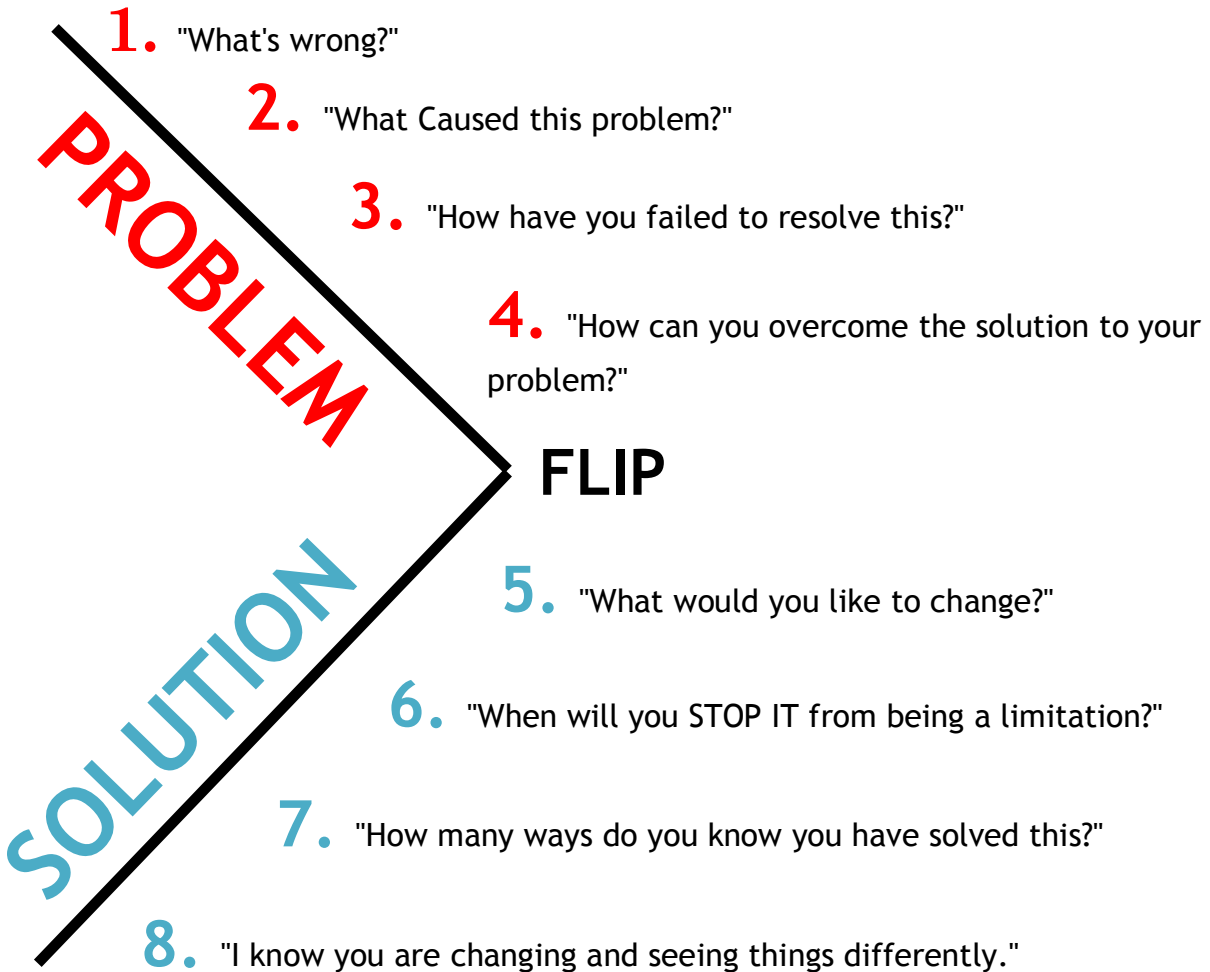 1. "What's wrong?"
2. "What Caused this problem?"
PROBLEM
3. "How have you failed to resolve this?"
4. "How can you overcome the solution to your
problem?"
FLIP
5. "What would you like to change?"
SOLUTION
6. "When will you STOP IT from being a limitation?"
7. "How many ways do you know you have solved this?"
8. "I know you are changing and seeing things differently."